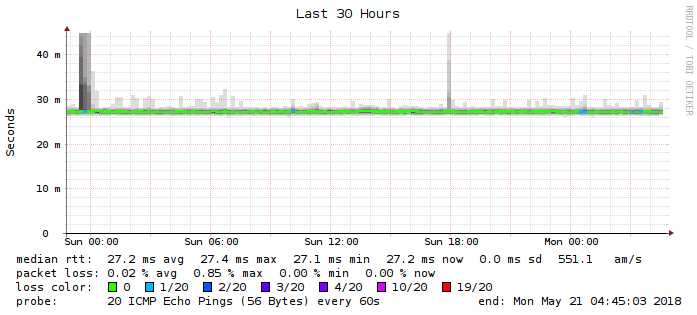 Last 30 Hours
RRDTOOL / TOBI OETIKER
Seconds
40 m
30 m
20 m
10 m
0
Sun 00:00 Sun 06:00 Sun 12:00 Sun 18:00 Mon 00:00
median rtt: 27.2 ms avg 27.4 ms max 27.1 ms min 27.2 ms now 0.0 ms sd 551.1 am/s
packet loss: 0.02 % avg 0.85 % max 0.00 % min 0.00 % now
loss color: 0 1/20 2/20 3/20 4/20 10/20 19/20
probe: 20 ICMP Echo Pings (56 Bytes) every 60s end: Mon May 21 04:45:03 2018